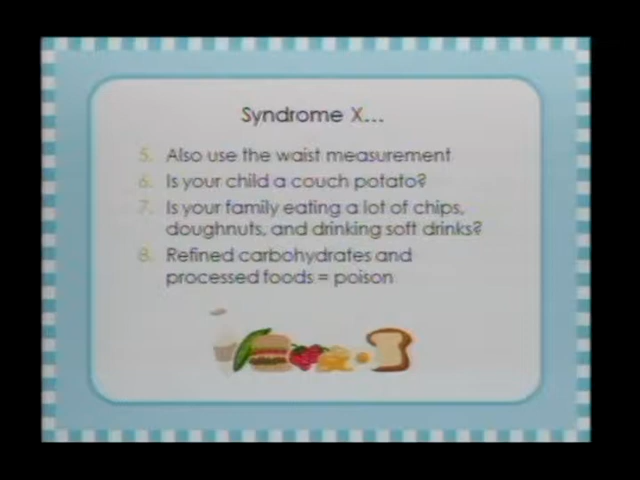 Syndrome X...
5. Also use the waist measurement
6. Is your child a couch potato?
7. Is your family eating a lot of chips,
doughnuts, and drinking soft drinks?
8. Refined carbohydrates and
processed foods = poison